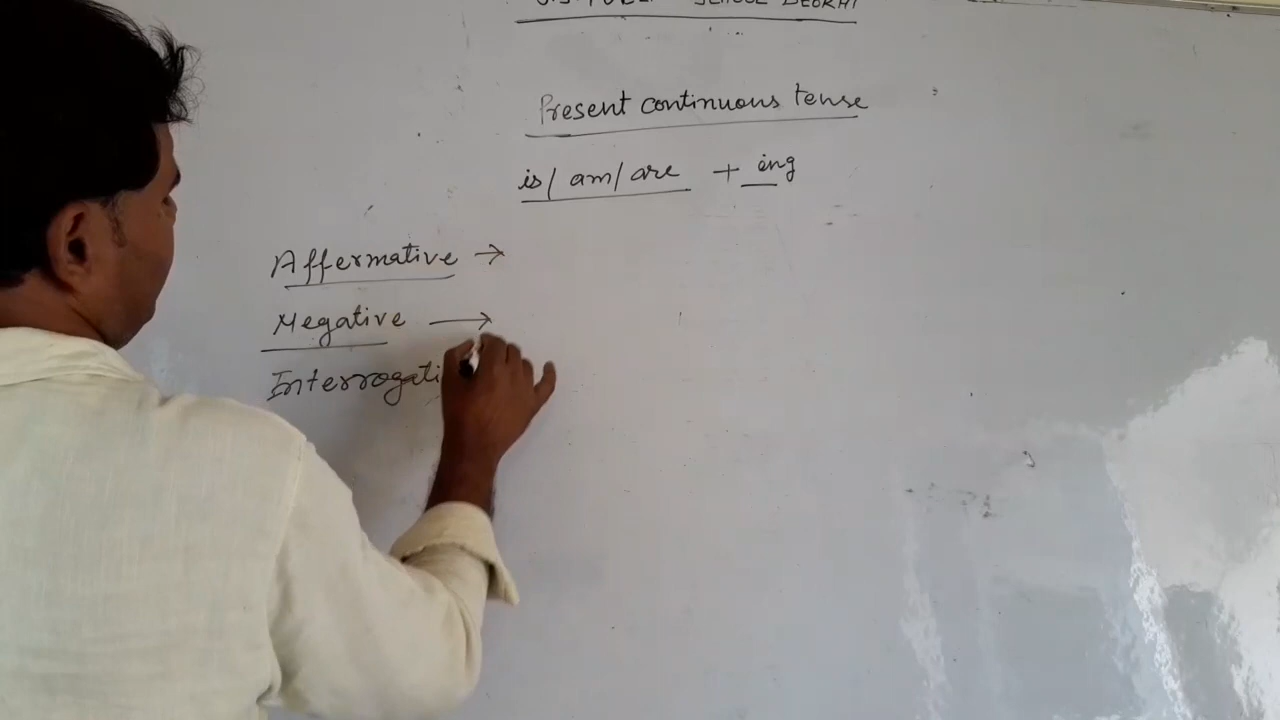 Present continuous tense
is/ am/ are + ing
Affermative →
Negative →
Interrogati